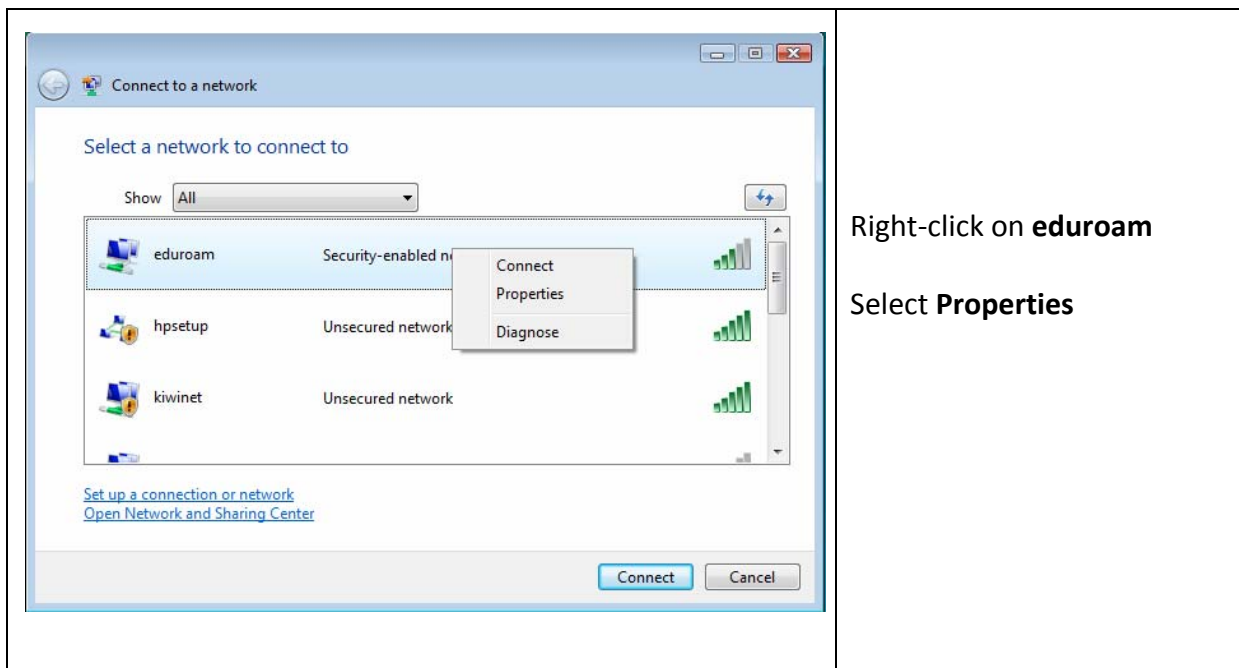 Connect to a network
Select a network to connect to
Show All
eduroam Security-enabled n
Connect
Properties
Diagnose
hpsetup Unsecured network
kiwinet Unsecured network
Set up a connection or network
Open Network and Sharing Center
Connect Cancel
Right-click on eduroam
Select Properties